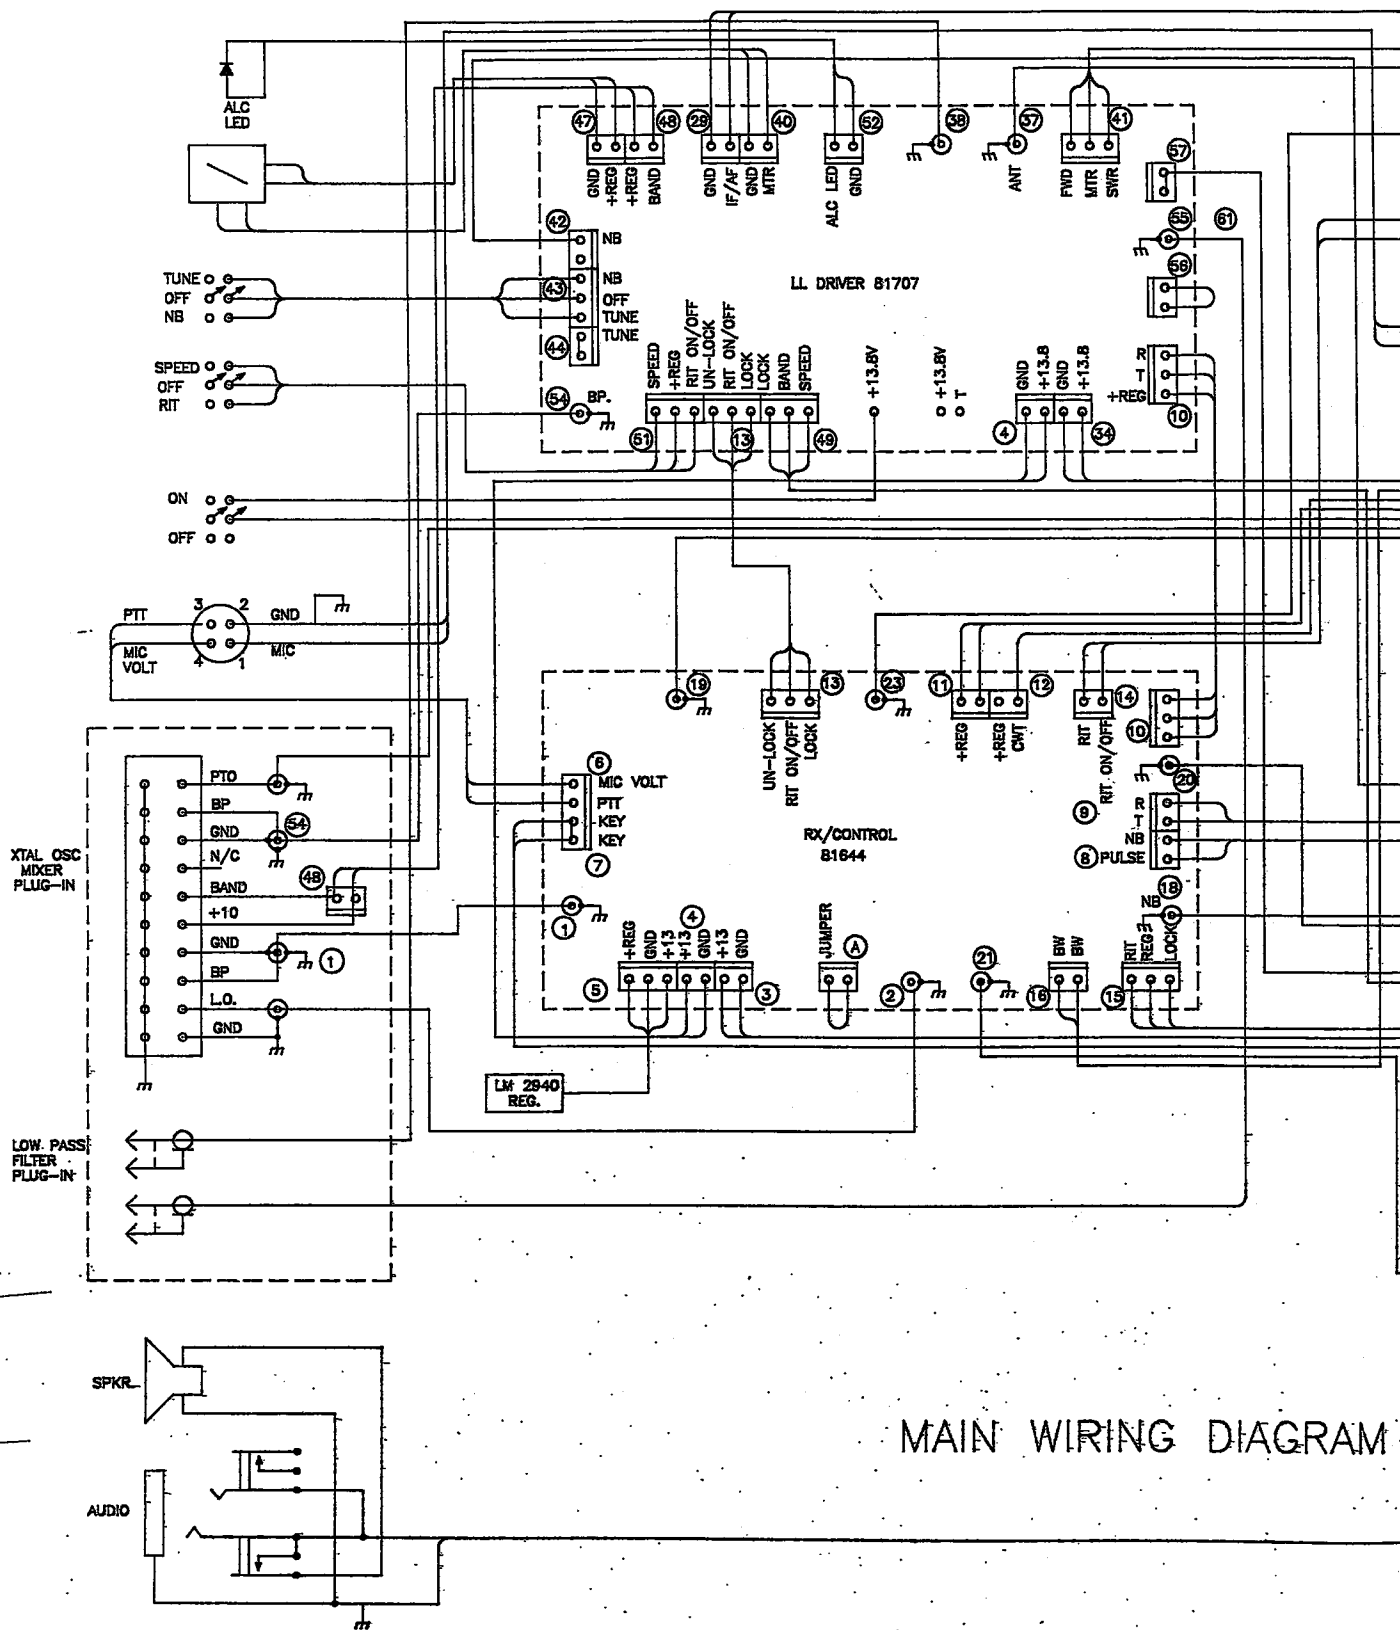 ALC
LED
47
48
29
40
52
38
37
41
57
GND
+REG
+REG
BAND
GND
IF/AF
GND
MTR
ALC LED
GND
ANT
FWD
MTR
SWR
42
NB
55
61
TUNE
OFF
NB
43
NB
OFF
TUNE
TUNE
44
56
LL DRIVER 81707
SPEED
OFF
RIT
SPEED
+REG
RIT ON/OFF
UN-LOCK
RIT ON/OFF
LOCK
LOCK
BAND
SPEED
+13.8V
+13.8V
T
GND
+13.8
GND
+13.8
R
T
+REG
10
54
BP.
51
13
49
4
34
ON
OFF
PTT
3
2
GND
MIC
VOLT
4
1
MIC
19
13
23
11
12
14
10
UN-LOCK
RIT ON/OFF
LOCK
+REG
+REG
CWT
RIT
RIT ON/OFF
20
6
MIC VOLT
PTT
KEY
KEY
7
9
R
T
NB
8
PULSE
RX/CONTROL
81644
18
NB
XTAL OSC
MIXER
PLUG-IN
PTO
BP
54
GND
N/C
48
BAND
+10
GND
1
BP
L.O.
GND
1
+REG
GND
+13
4
+13
GND
+13
GND
JUMPER
A
21
BW
BW
RIT
REG
LOCK
5
3
2
16
15
LM 2940
REG.
LOW PASS
FILTER
PLUG-IN
SPKR
AUDIO
MAIN WIRING DIAGRAM